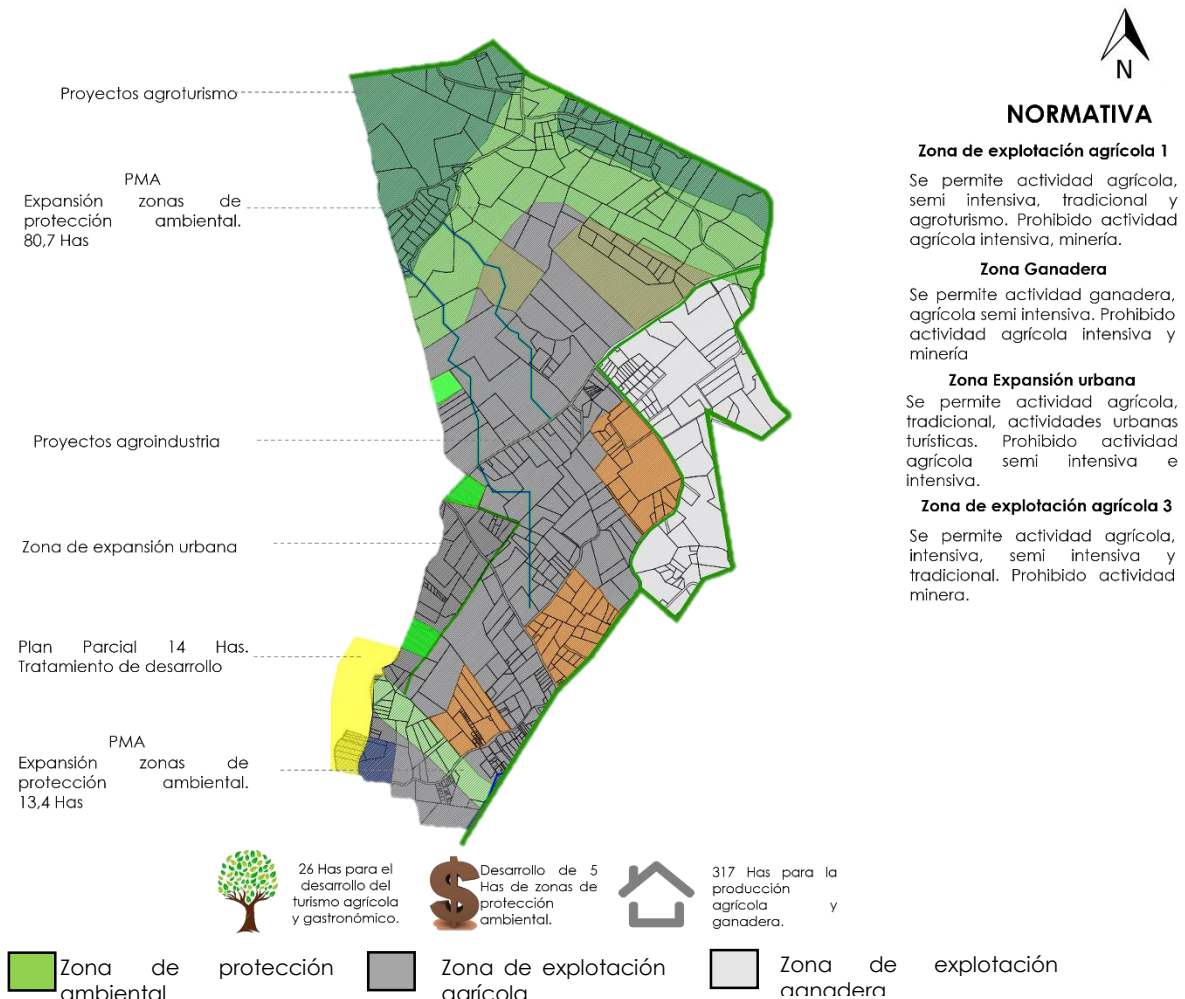 Proyectos agroturismo
PMA
Expansión zonas de
protección ambiental.
80,7 Has
Proyectos agroindustria
Zona de expansión urbana
Plan Parcial 14 Has.
Tratamiento de desarrollo
PMA
Expansión zonas de
protección ambiental.
13,4 Has
N
NORMATIVA
Zona de explotación agrícola 1
Se permite actividad agrícola,
semi intensiva, tradicional y
agroturismo. Prohibido actividad
agrícola intensiva, minería.
Zona Ganadera
Se permite actividad ganadera,
agrícola semi intensiva. Prohibido
actividad agrícola intensiva y
minería
Zona Expansión urbana
Se permite actividad agrícola,
tradicional, actividades urbanas
turísticas. Prohibido actividad
agrícola semi intensiva e
intensiva.
Zona de explotación agrícola 3
Se permite actividad agrícola,
intensiva, semi intensiva y
tradicional. Prohibido actividad
minera.
26 Has para el
desarrollo del
turismo agrícola
y gastronómico.
$
Desarrollo de 5
Has de zonas de
protección
ambiental.
317 Has para la
producción
agrícola y
ganadera.
Zona de protección
ambiental
Zona de explotación
agrícola
Zona de explotación
ganadera